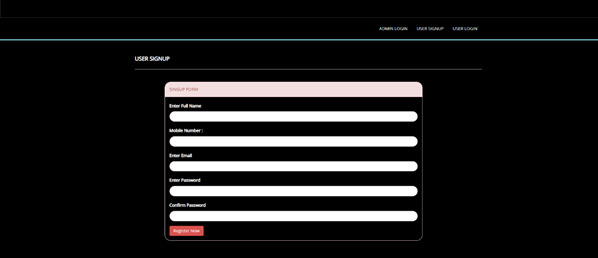 ADMIN LOGIN USER SIGNUP USER LOGIN
USER SIGNUP
SINGUP FORM
Enter Full Name
Mobile Number :
Enter Email
Enter Password
Confirm Password
Register Now